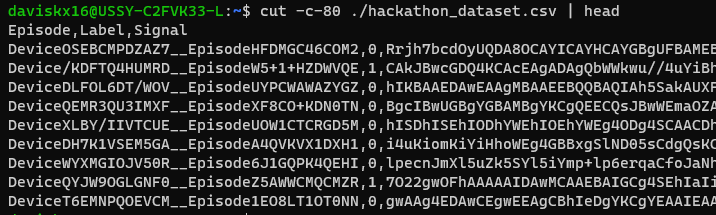 daviskx16@USSY-C2FVK33-L:~$ cut -c-80 ./hackathon_dataset.csv | head
Episode,Label,Signal
DeviceOSEBCMPDZAZ7__EpisodeHFDMGC46COM2,0,Rrjh7bcdOyUQDA8OCAYICAYHCAYGBgUFBAMEB
Device/KDFTQ4HUMRD__EpisodeW5+1+HZDWVQE,1,CAkJBwcGDQ4KCAcEAgADAgQbWWkwu//4uYiBh
DeviceDLFOL6DT/WOV__EpisodeUYPCWAWAZYGZ,0,hIKBAAEDAwEAAgMBAAEEBQQBAQIAh5SakAUXF
DeviceQEMR3QU3IMXF__EpisodeXF8CO+KDN0TN,0,BgcIBwUGBgYGBAMBgYKCgQEECQsJBwWEmaOZA
DeviceXLBY/IIVTCUE__EpisodeUOW1CTCRGD5M,0,hISDhISEhIODhYWEhIOEhYWEg4ODg4SCAACDh
DeviceDH7K1VSEM5GA__EpisodeA4QVKVX1DXH1,0,i4ukiomKiYiHhoWEg4GBBxgSlND05sCdgQsKC
DeviceWYXMGIOJV50R__Episode6J1GQPK4QEHI,0,lpecnJmXl5uZk5SYl5iYmp+lp6erqaCfoJaNh
DeviceQYJW9OGLGNF0__EpisodeZ5AWWCMQCMZR,1,7O22gwOFhAAAAAIDAwMCAAEBAIGCg4SEhIaIi
DeviceT6EMNPQOEVCM__Episode1EO8LT1OT0NN,0,gwAAg4EDAwCEgwEEAgCBhIeDgYKCgYEAAIEAA